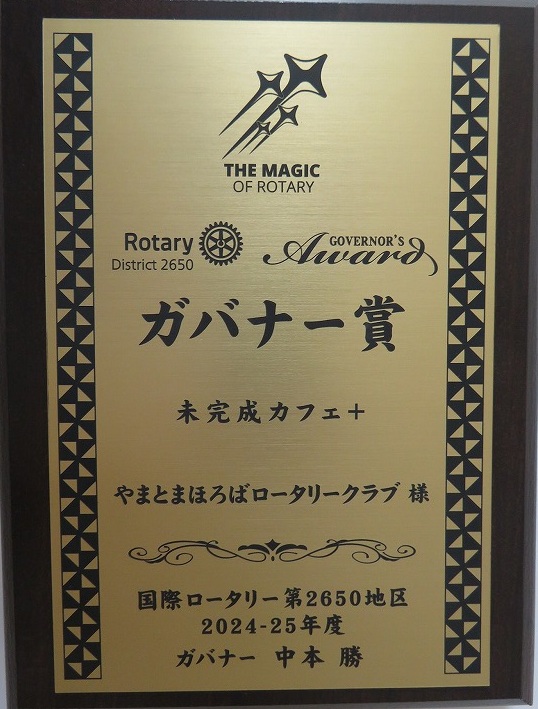 THE MAGIC
OF ROTARY
Rotary
District 2650
GOVERNOR'S
Award
ガバナー賞
未完成カフェ＋
やまとまほろばロータリークラブ 様
国際ロータリー第2650地区
2024-25年度
ガバナー 中本 勝